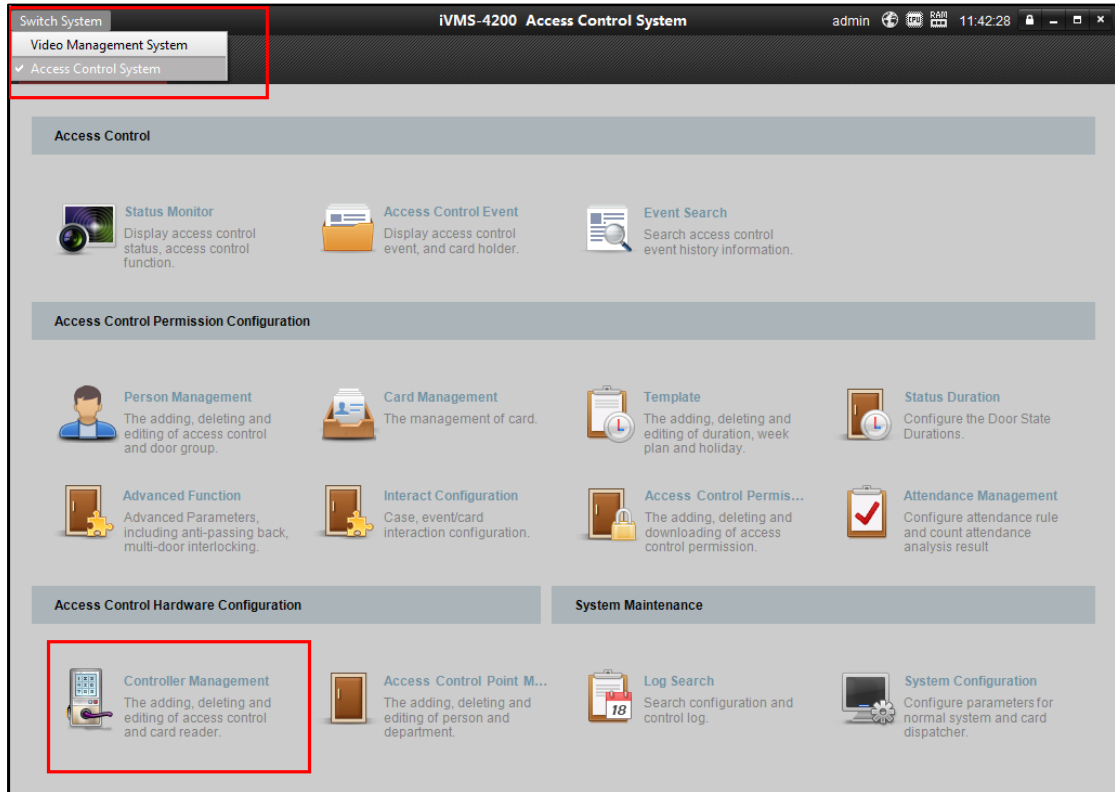 Switch System
iVMS-4200 Access Control System
admin
CPU
RAM
11:42:28
Video Management System
Access Control System
Access Control
Status Monitor
Display access control
status, access control
function.
Access Control Event
Display access control
event, and card holder.
Event Search
Search access control
event history information.
Access Control Permission Configuration
Person Management
The adding, deleting and
editing of access control
and door group.
Card Management
The management of card.
Template
The adding, deleting and
editing of duration, week
plan and holiday.
Status Duration
Configure the Door State
Durations.
Advanced Function
Advanced Parameters,
including anti-passing back,
multi-door interlocking.
Interact Configuration
Case, event/card
interaction configuration.
Access Control Permis...
The adding, deleting and
downloading of access
control permission.
Attendance Management
Configure attendance rule
and count attendance
analysis result
Access Control Hardware Configuration
System Maintenance
Controller Management
The adding, deleting and
editing of access control
and card reader.
Access Control Point M...
The adding, deleting and
editing of person and
department.
18
Log Search
Search configuration and
control log.
System Configuration
Configure parameters for
normal system and card
dispatcher.